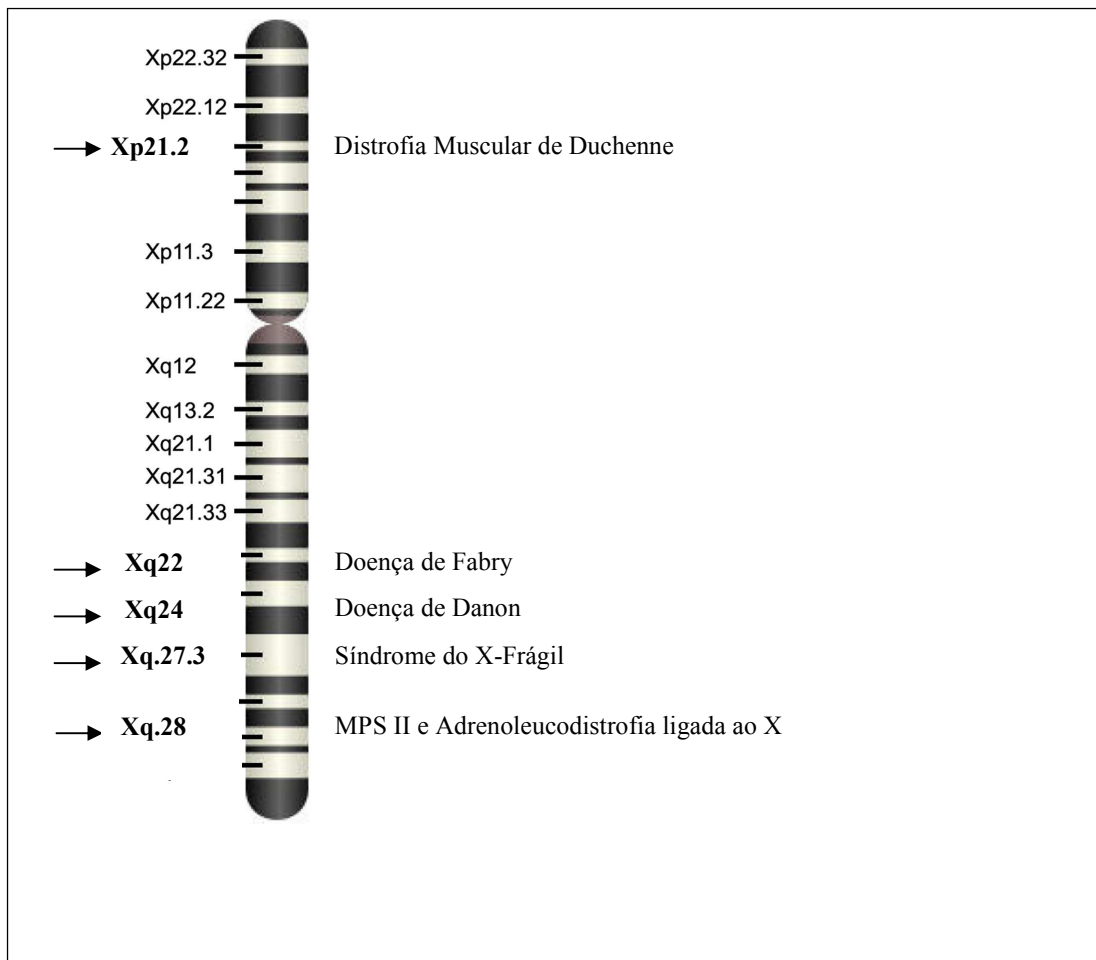 Xp22.32
Xp22.12
Xp21.2 Distrofia Muscular de Duchenne
Xp11.3
Xp11.22
Xq12
Xq13.2
Xq21.1
Xq21.31
Xq21.33
Xq22 Doença de Fabry
Xq24 Doença de Danon
Xq.27.3 Síndrome do X-Frágil
Xq.28 MPS II e Adrenoleucodistrofia ligada ao X